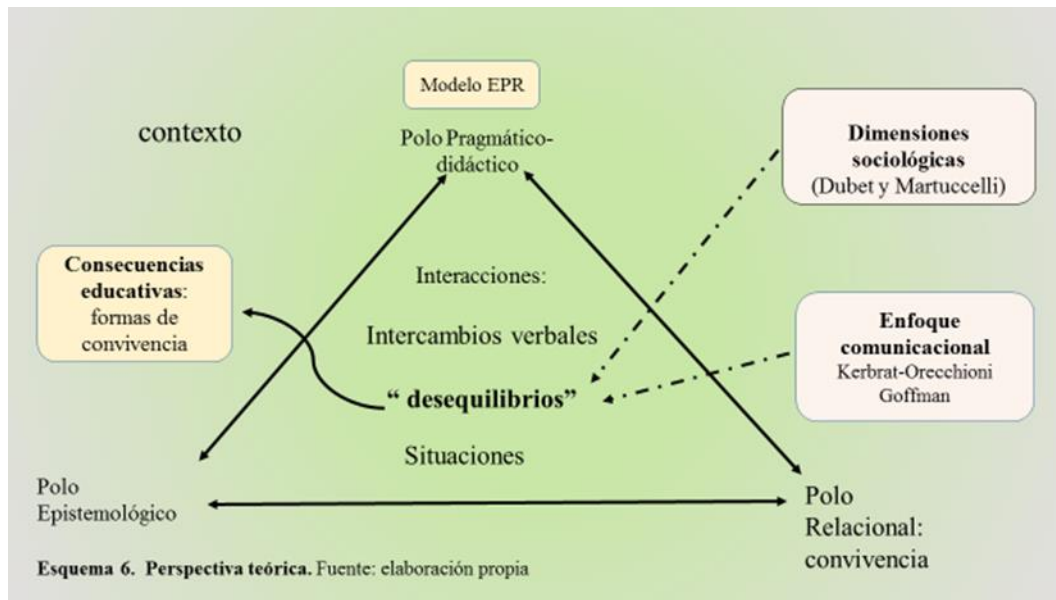 Modelo EPR
contexto
Polo Pragmático-
didáctico
Dimensiones
sociológicas
(Dubet y Martuccelli)
Consecuencias
educativas:
formas de
convivencia
Interacciones:
Intercambios verbales
“ desequilibrios”
Situaciones
Enfoque
comunicacional
Kerbrat-Orecchioni
Goffman
Polo
Epistemológico
Polo
Relacional:
convivencia
Esquema 6. Perspectiva teórica. Fuente: elaboración propia